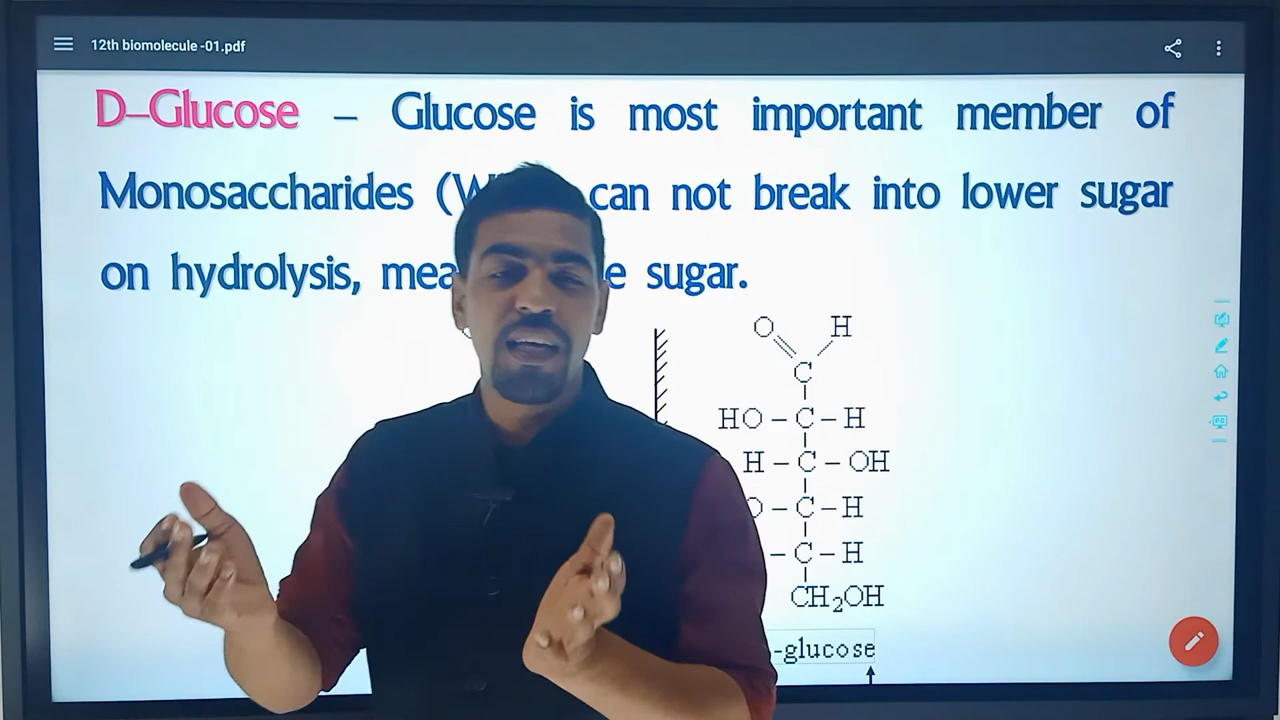 12th biomolecule -01.pdf
D–Glucose – Glucose is most important member of
Monosaccharides can not break into lower sugar
on hydrolysis, sugar.
O H
C
HO – C – H
H – C – OH
– C – H
– C – H
CH₂OH
-glucose